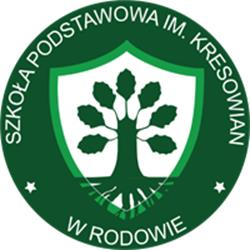 SZKOŁA PODSTAWOWA IM. KRESOWIAN
W RODOWIE